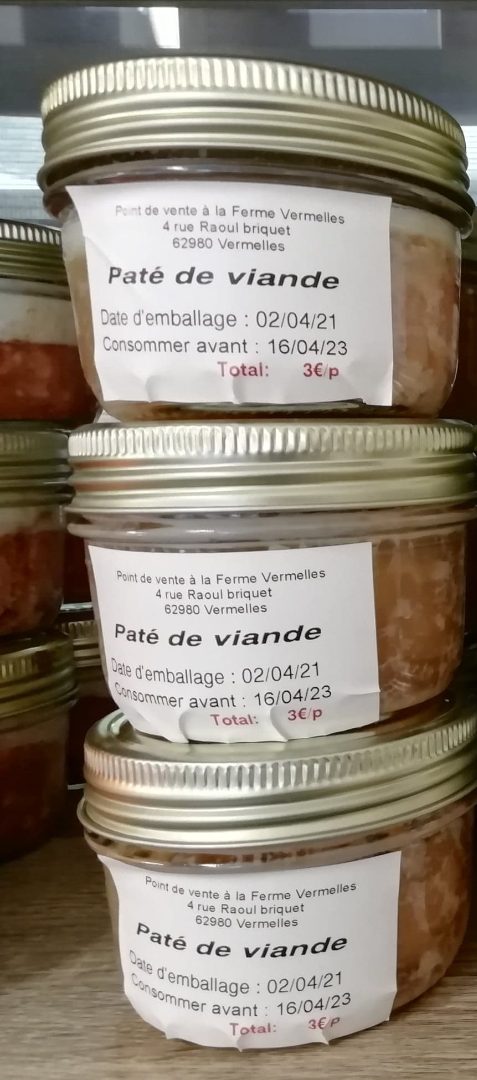 Point de vente à la Ferme Vermelles
4 rue Raoul briquet
62980 Vermelles
Paté de viande
Date d'emballage : 02/04/21
Consommer avant : 16/04/23
Total: 3€/p
Point de vente à la Ferme Vermelles
4 rue Raoul briquet
62980 Vermelles
Paté de viande
Date d'emballage : 02/04/21
Consommer avant : 16/04/23
Total: 3€/p
Point de vente à la Ferme Vermelles
4 rue Raoul briquet
62980 Vermelles
Paté de viande
Date d'emballage : 02/04/21
Consommer avant : 16/04/23
Total: 3€/p